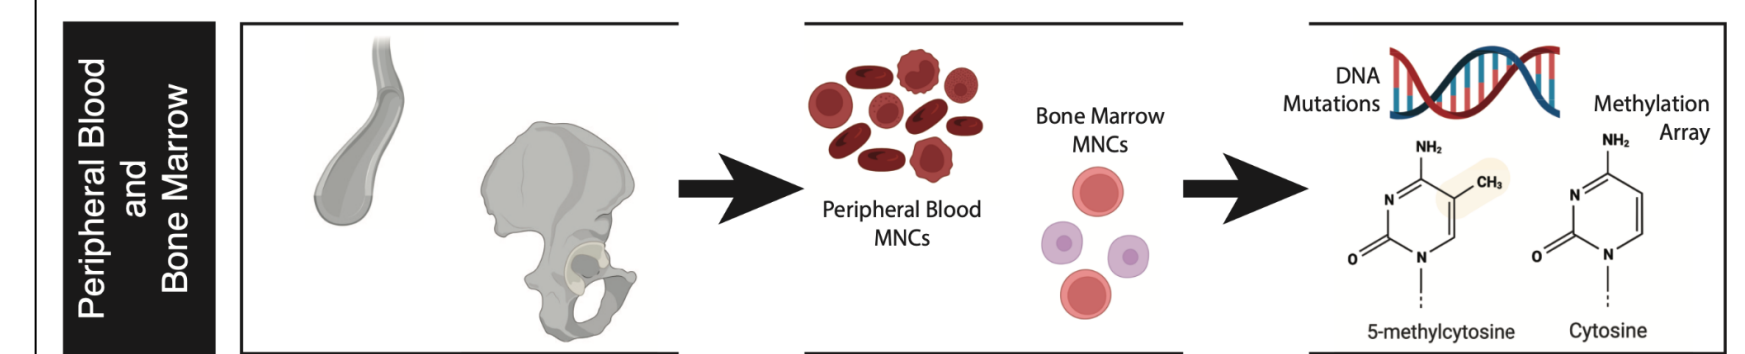 Peripheral Blood
and
Bone Marrow
Peripheral Blood
MNCs
Bone Marrow
MNCs
DNA
Mutations
Methylation
Array
NH₂
CH₃
N
O
N
5-methylcytosine
NH₂
N
O
N
Cytosine